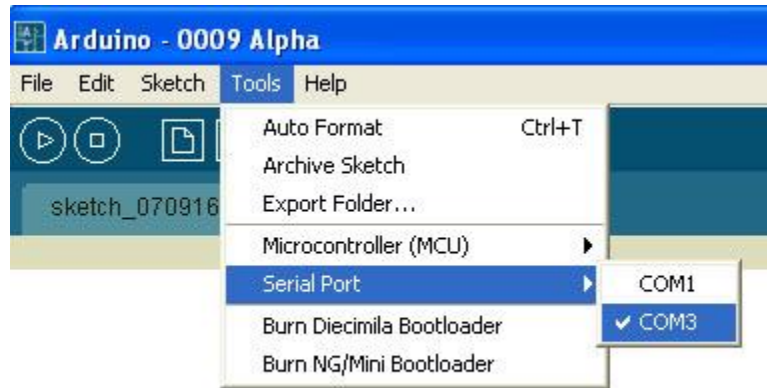 Arduino - 0009 Alpha
File Edit Sketch Tools Help
Auto Format Ctrl+T
Archive Sketch
sketch_070916
Export Folder...
Microcontroller (MCU)
Serial Port
COM1
COM3
Burn Diecimila Bootloader
Burn NG/Mini Bootloader